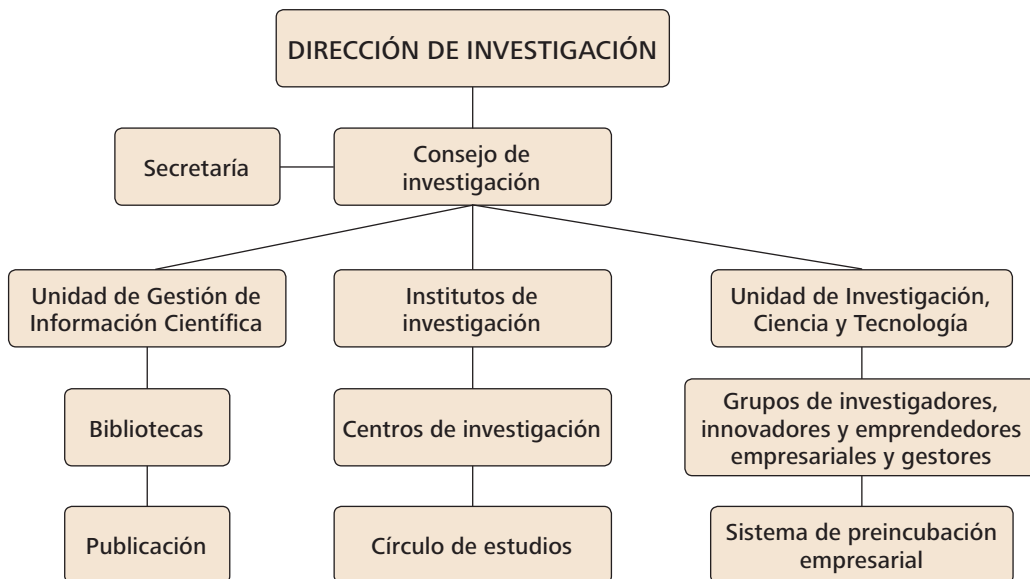 DIRECCIÓN DE INVESTIGACIÓN
Secretaría
Consejo de
investigación
Unidad de Gestión de
Información Científica
Institutos de
investigación
Unidad de Investigación,
Ciencia y Tecnología
Bibliotecas
Centros de investigación
Grupos de investigadores,
innovadores y emprendedores
empresariales y gestores
Publicación
Círculo de estudios
Sistema de preincubación
empresarial